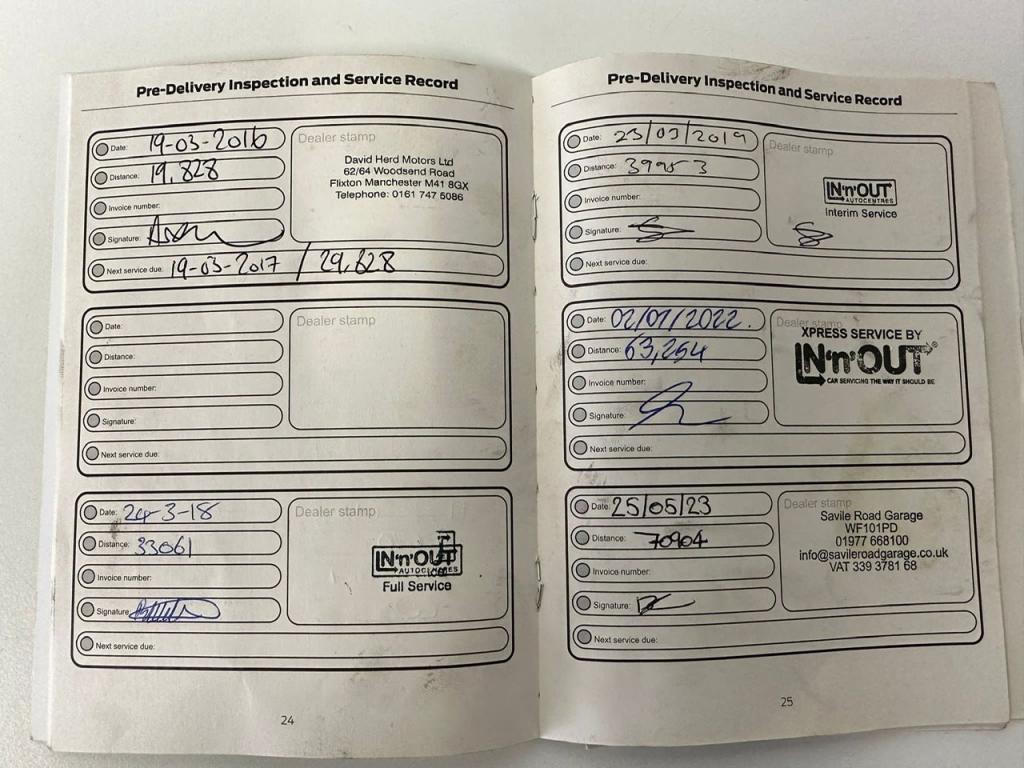 Pre-Delivery Inspection and Service Record
Date: 19-03-2016
Distance: 19,828
Invoice number:
Signature:
Next service due: 19-03-2017 / 29,828
Dealer stamp
David Herd Motors Ltd
62/64 Woodsend Road
Flixton Manchester M41 8GX
Telephone: 0161 747 5086
Date:
Distance:
Invoice number:
Signature:
Next service due:
Dealer stamp
Date: 24-3-18
Distance: 33061
Invoice number:
Signature:
Next service due:
Dealer stamp
IN'n'OUT
AUTOCENTRES
Full Service
24
Pre-Delivery Inspection and Service Record
Date: 25/03/2019
Distance: 39953
Invoice number:
Signature:
Next service due:
Dealer stamp
IN'n'OUT
AUTOCENTRES
Interim Service
Date: 02/07/2022.
Distance: 63,254
Invoice number:
Signature:
Next service due:
Dealer stamp
XPRESS SERVICE BY
IN'n'OUT
CAR SERVICING THE WAY IT SHOULD BE
Date: 25/05/23
Distance: 70904
Invoice number:
Signature:
Next service due:
Dealer stamp
Savile Road Garage
WF101PD
01977 668100
info@savileroadgarage.co.uk
VAT 339 3781 68
25